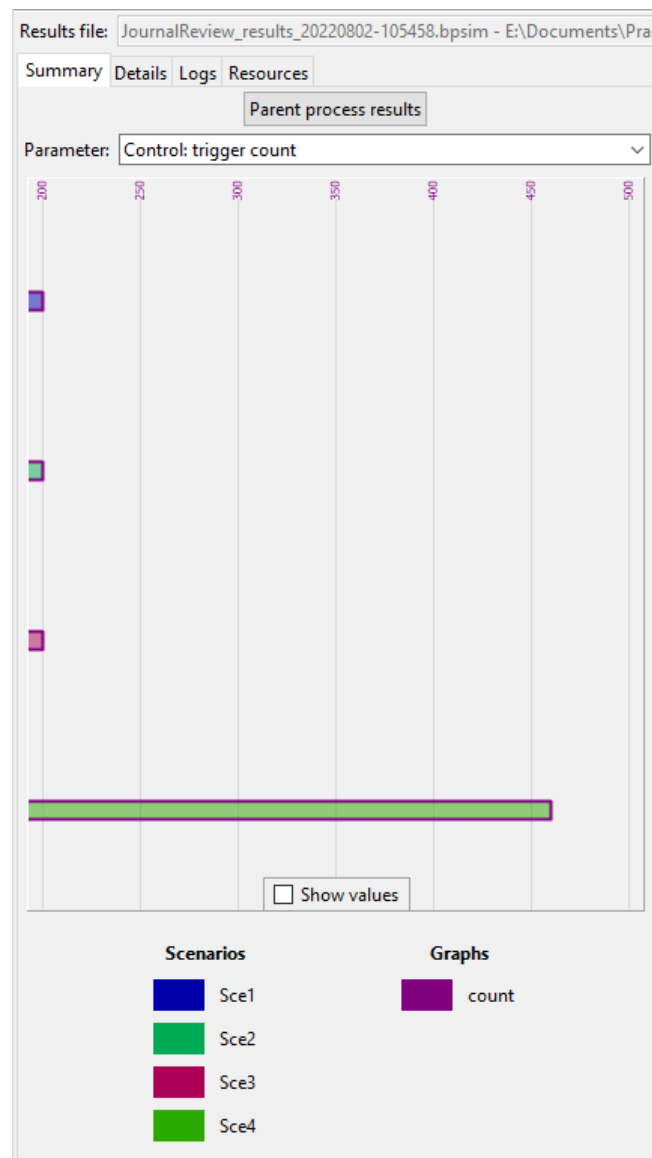 Results file: JournalReview_results_20220802-105458.bpsim - E:\Documents\Pra
Summary Details Logs Resources
Parent process results
Parameter: Control: trigger count
200 250 300 350 400 450 500
Show values
Scenarios Graphs
Sce1 count
Sce2
Sce3
Sce4